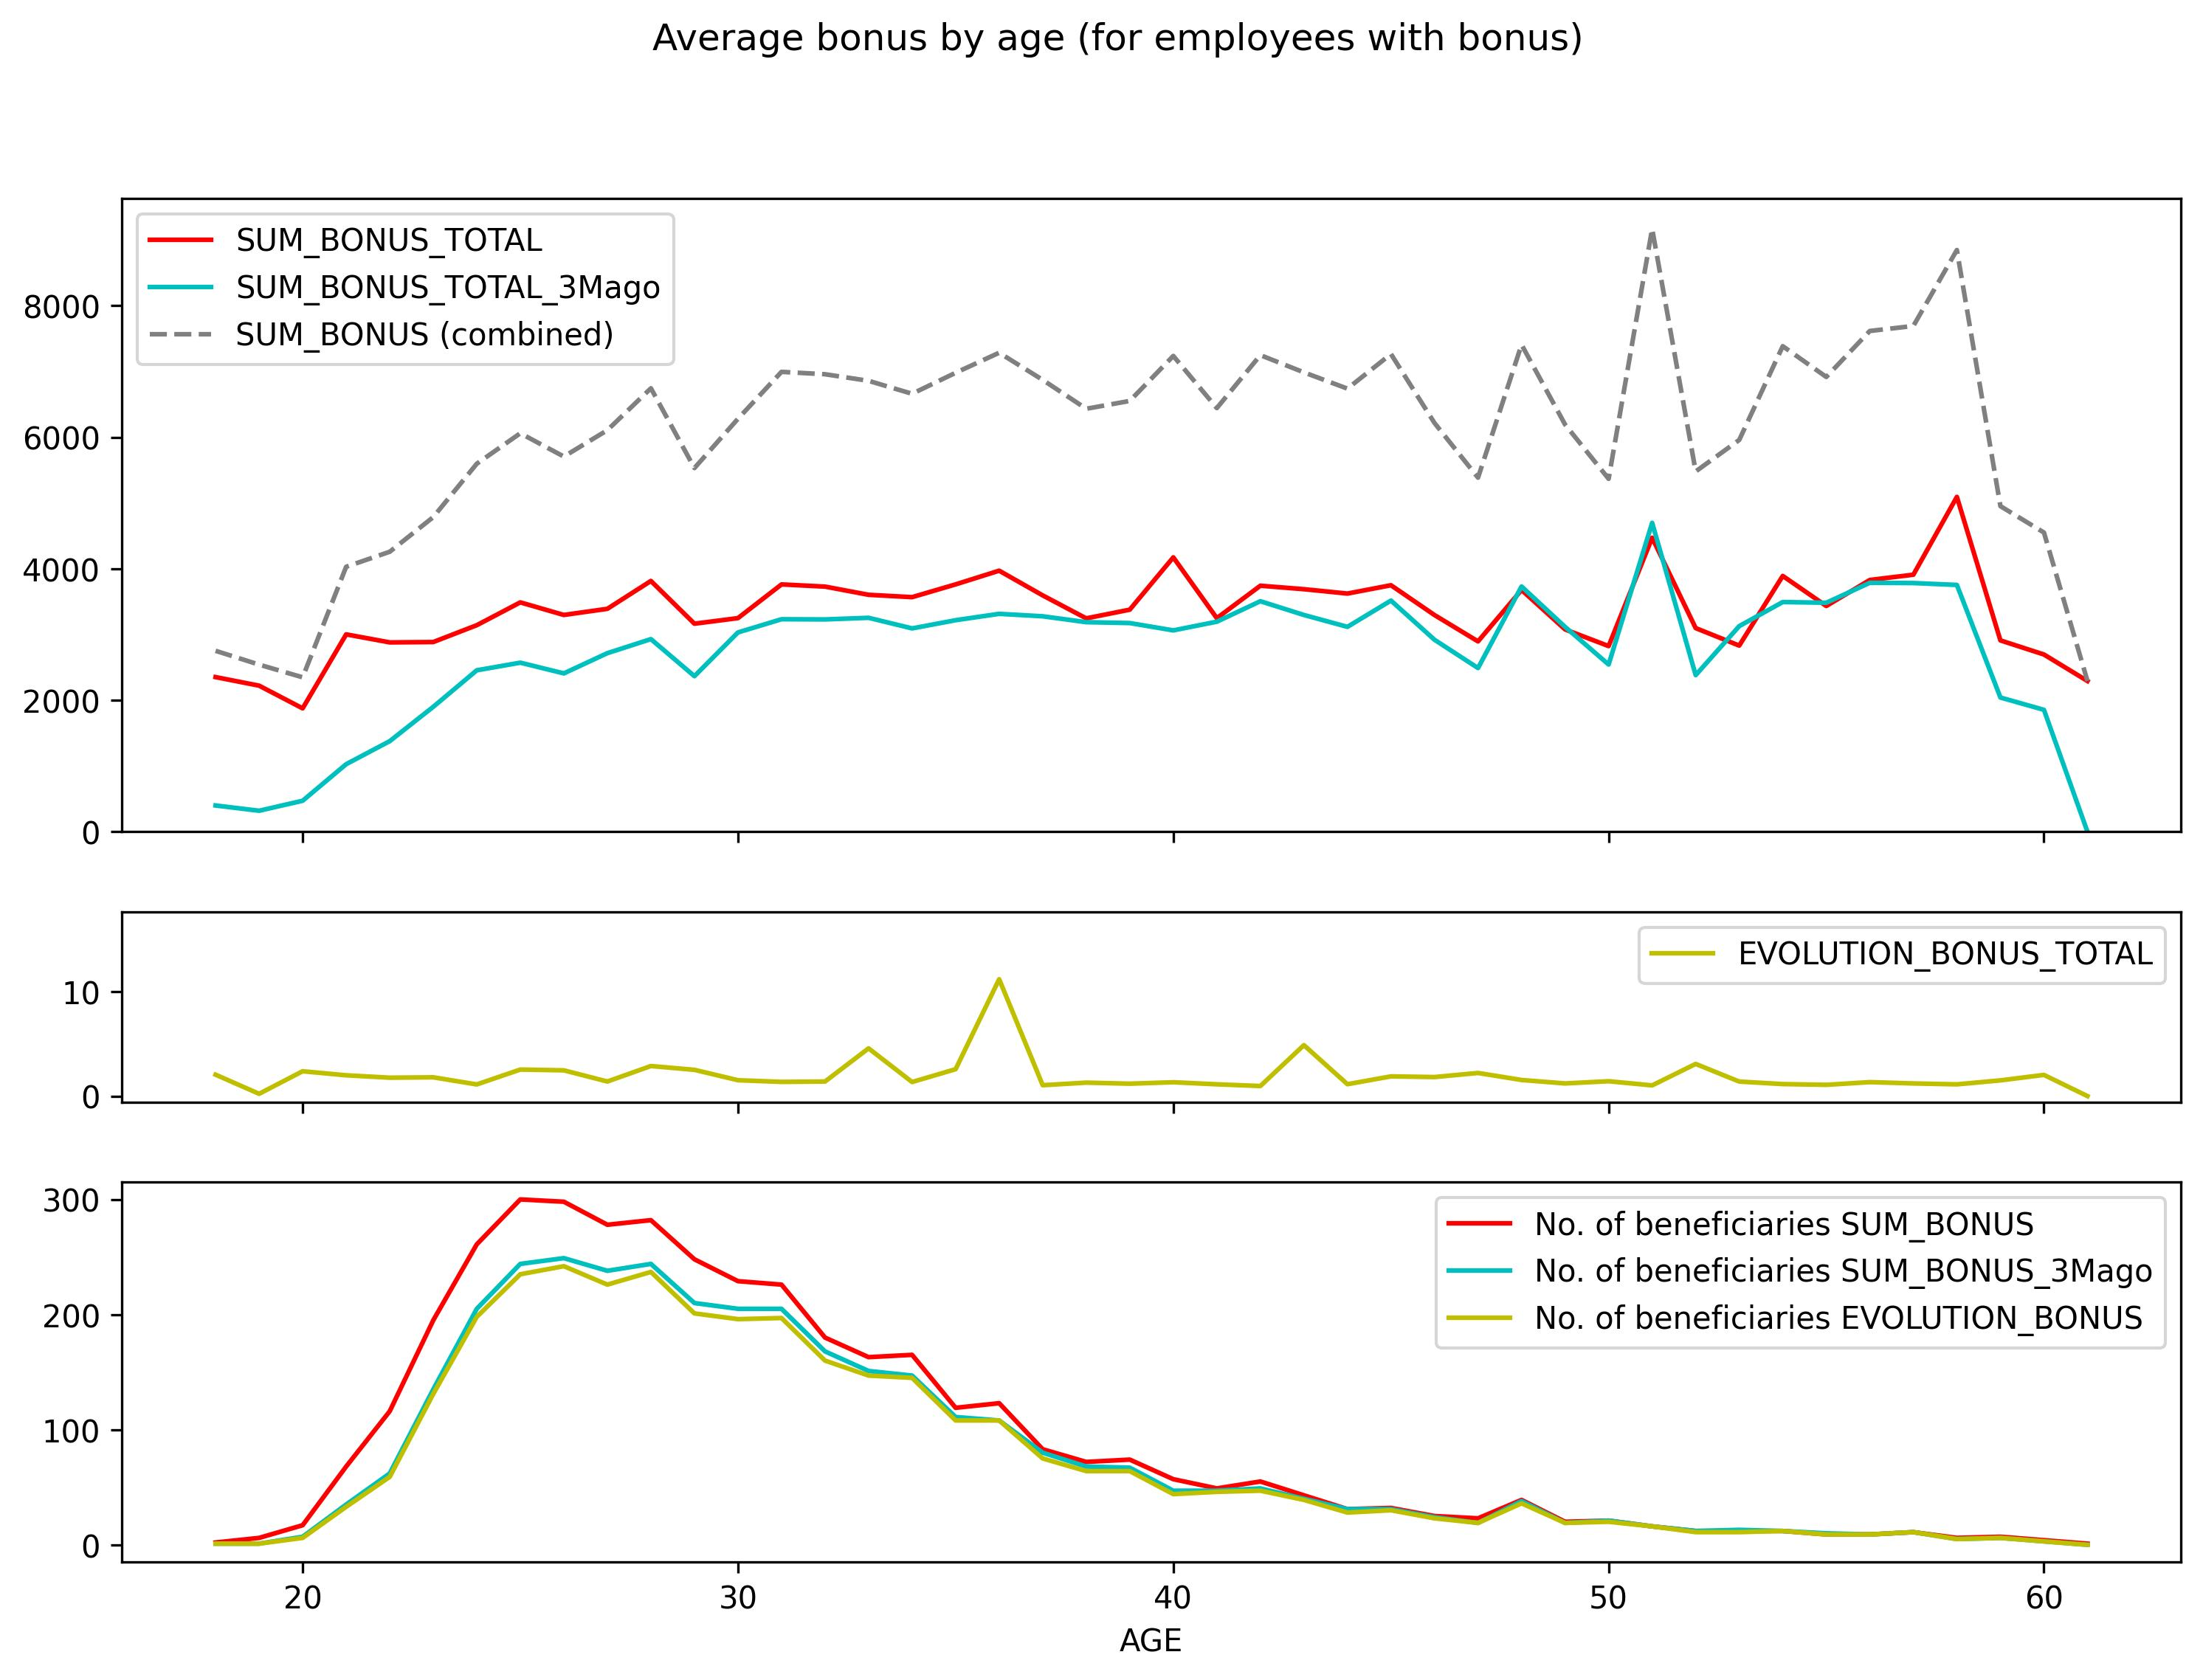 Average bonus by age (for employees with bonus)
SUM_BONUS_TOTAL
SUM_BONUS_TOTAL_3Mago
SUM_BONUS (combined)
8000
6000
4000
2000
0
EVOLUTION_BONUS_TOTAL
10
0
No. of beneficiaries SUM_BONUS
No. of beneficiaries SUM_BONUS_3Mago
No. of beneficiaries EVOLUTION_BONUS
300
200
100
0
20 30 40 50 60
AGE